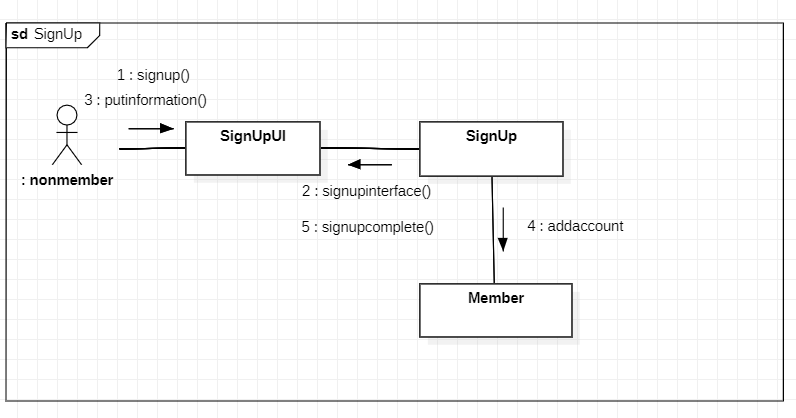 sd SignUp
1 : signup()
3 : putinformation()
SignUpUI
SignUp
: nonmember
2 : signupinterface()
5 : signupcomplete()
4 : addaccount
Member